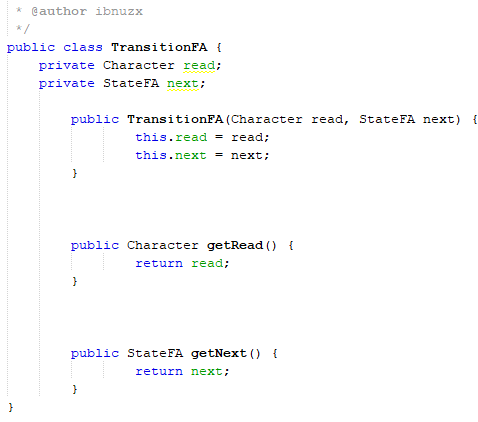 * @author ibnuzx
*/
public class TransitionFA {
private Character read;
private StateFA next;
public TransitionFA(Character read, StateFA next) {
this.read = read;
this.next = next;
}
public Character getRead() {
return read;
}
public StateFA getNext() {
return next;
}
}